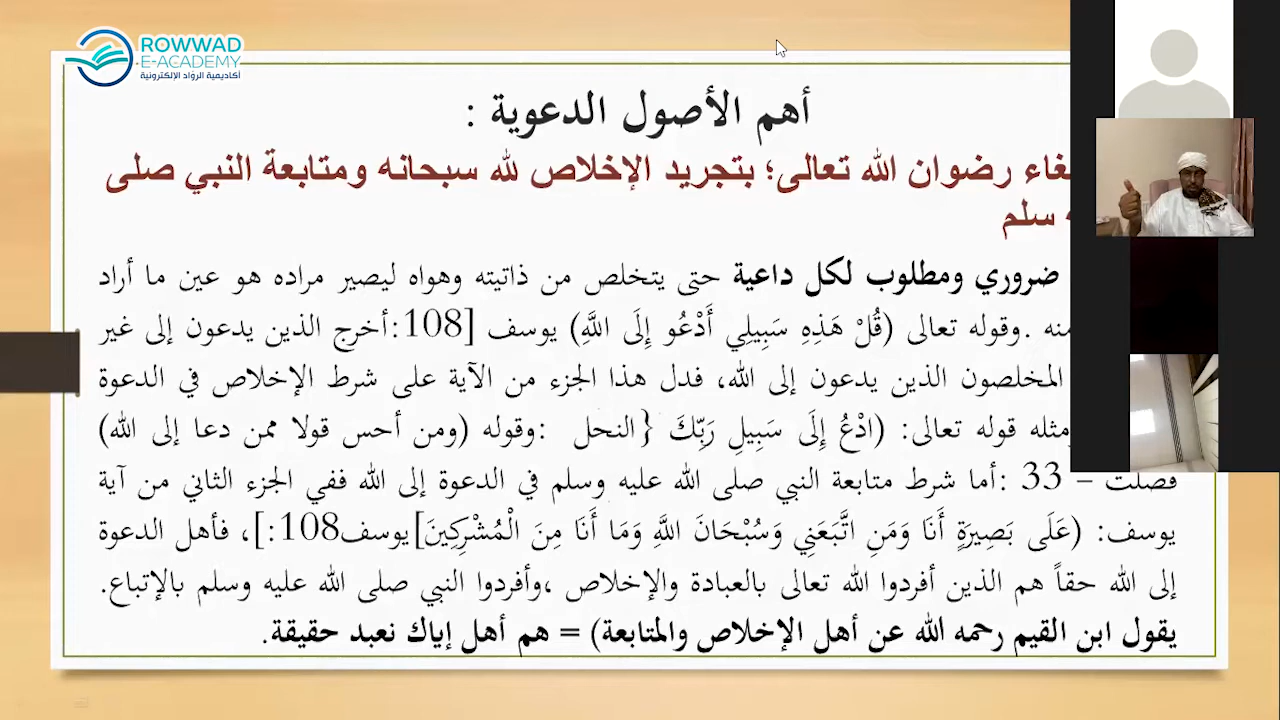 ROWWAD
E-ACADEMY
أكاديمية الرواد الإلكترونية
أهم الأصول الدعوية :
رضوان الله تعالى؛ بتجريد الإخلاص لله سبحانه ومتابعة النبي صلى
سلم
ضروري ومطلوب لكل داعية حتى يتخلص من ذاتيته وهواه ليصير مراده هو عين ما أراد
منه .وقوله تعالى (قُلْ هَذِهِ سَبِيلِي أَدْعُو إِلَى اللَّهِ) يوسف [108:أخرج الذين يدعون إلى غير
المخلصون الذين يدعون إلى الله، فدل هذا الجزء من الآية على شرط الإخلاص في الدعوة
قوله تعالى: (ادْعُ إِلَى سَبِيلِ رَبِّكَ {النحل :وقوله (ومن أحس قولا ممن دعا إلى الله)
فصلت – 33 :أما شرط متابعة النبي صلى الله عليه وسلم في الدعوة إلى الله ففي الجزء الثاني من آية
يوسف: (عَلَى بَصِيرَةٍ أَنَا وَمَنِ اتَّبَعَنِي وَسُبْحَانَ اللَّهِ وَمَا أَنَا مِنَ الْمُشْرِكِينَ]يوسف108:]، فأهل الدعوة
إلى الله حقاً هم الذين أفردوا الله تعالى بالعبادة والإخلاص ،وأفردوا النبي صلى الله عليه وسلم بالإتباع.
يقول ابن القيم رحمه الله عن أهل الإخلاص والمتابعة) = هم أهل إياك نعبد حقيقة.